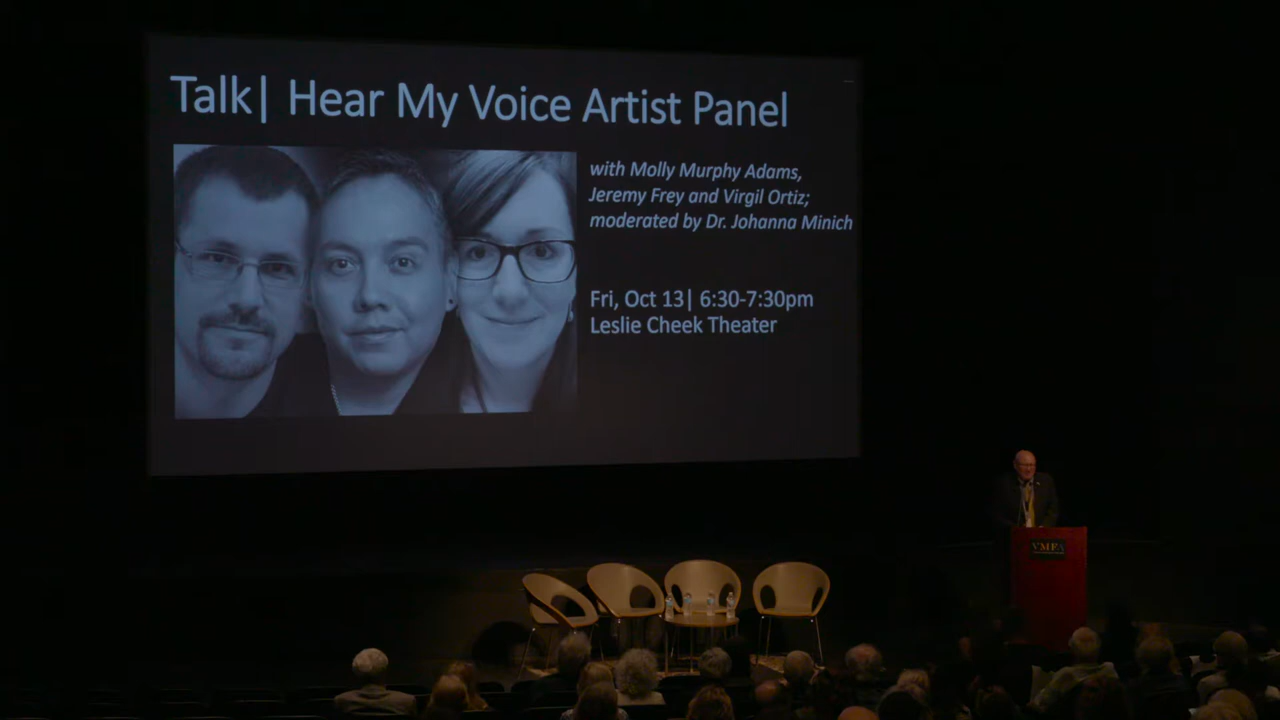 Talk| Hear My Voice Artist Panel
with Molly Murphy Adams,
Jeremy Frey and Virgil Ortiz;
moderated by Dr. Johanna Minich
Fri, Oct 13| 6:30-7:30pm
Leslie Cheek Theater
VMFA